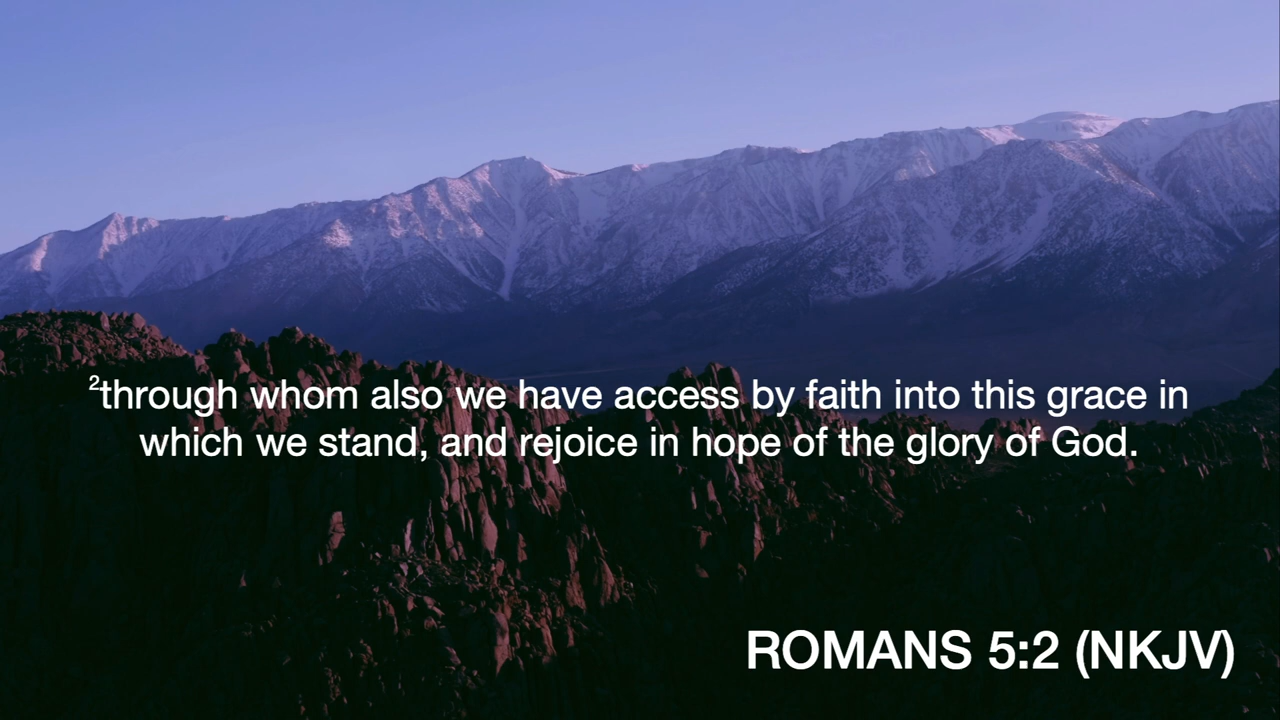 ²through whom also we have access by faith into this grace in
which we stand, and rejoice in hope of the glory of God.
ROMANS 5:2 (NKJV)